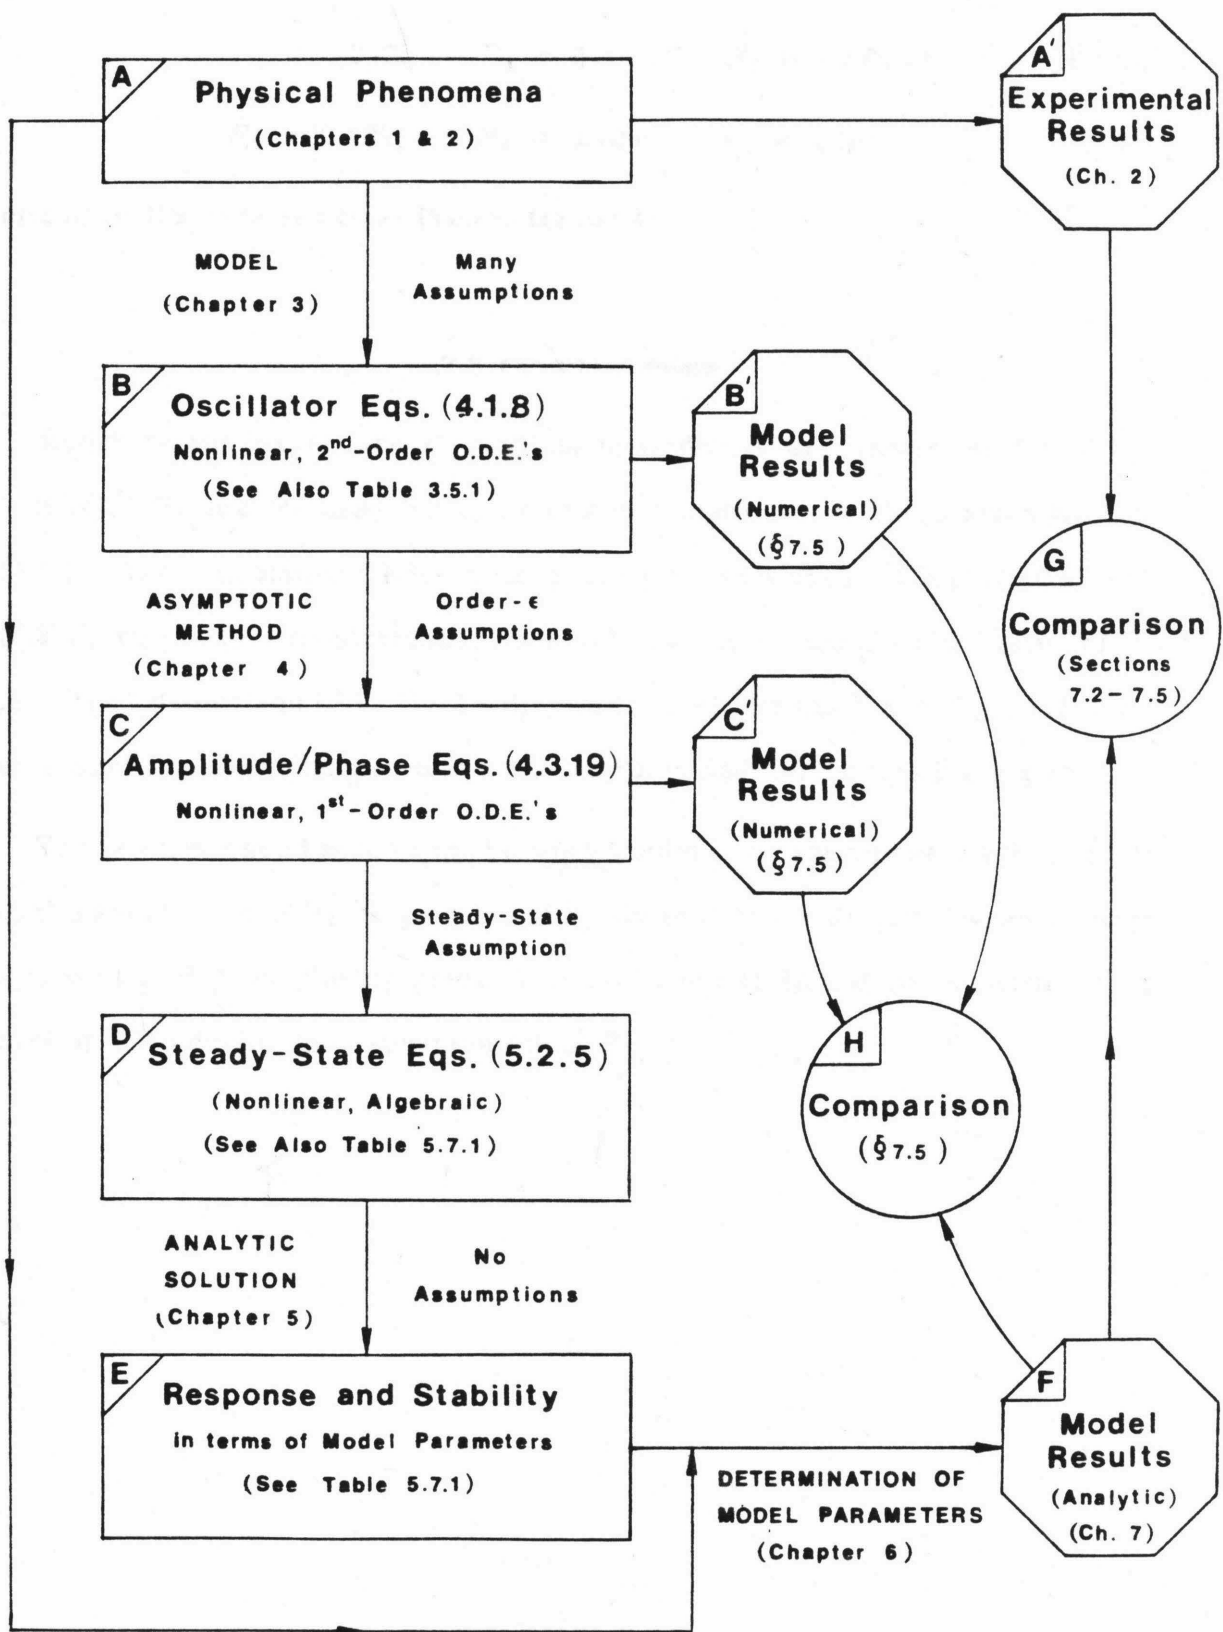 A
Physical Phenomena
(Chapters 1 & 2)
A'
Experimental
Results
(Ch. 2)
MODEL
(Chapter 3)
Many
Assumptions
B
Oscillator Eqs. (4.1.8)
Nonlinear, 2nd-Order O.D.E.'s
(See Also Table 3.5.1)
B'
Model
Results
(Numerical)
(§7.5)
G
Comparison
(Sections
7.2-7.5)
ASYMPTOTIC
METHOD
(Chapter 4)
Order-ϵ
Assumptions
C
Amplitude/Phase Eqs. (4.3.19)
Nonlinear, 1st-Order O.D.E.'s
C'
Model
Results
(Numerical)
(§7.5)
Steady-State
Assumption
D
Steady-State Eqs. (5.2.5)
(Nonlinear, Algebraic)
(See Also Table 5.7.1)
H
Comparison
(§7.5)
ANALYTIC
SOLUTION
(Chapter 5)
No
Assumptions
E
Response and Stability
in terms of Model Parameters
(See Table 5.7.1)
DETERMINATION OF
MODEL PARAMETERS
(Chapter 6)
F
Model
Results
(Analytic)
(Ch. 7)